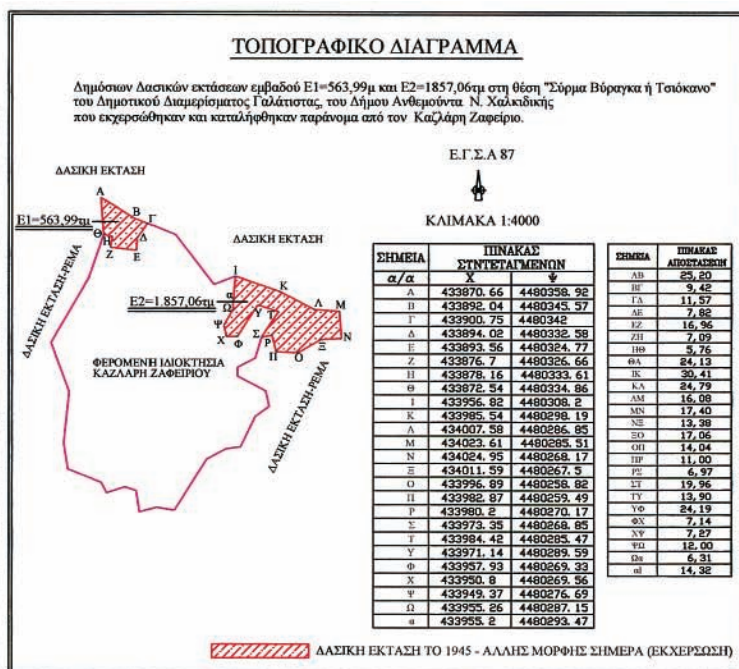 ΤΟΠΟΓΡΑΦΙΚΟ ΔΙΑΓΡΑΜΜΑ
Δημόσιων Δασικών εκτάσεων εμβαδού Ε1=563,99μ και Ε2=1857,06τμ στη θέση "Σύρμα Βύραγκα ή Τσιόκανο"
του Δημοτικού Διαμερίσματος Γαλάτιστας, του Δήμου Ανθεμούντα Ν. Χαλκιδικής
που εκχερσώθηκαν και καταλήφθηκαν παράνομα από τον Καζλάρη Ζαφείριο.
Ε.Γ.Σ.Α 87
ΚΛΙΜΑΚΑ 1:4000
ΔΑΣΙΚΗ ΕΚΤΑΣΗ
Α
Β
Γ
Ε1=563,99τμ
Θ
Η
Δ
Ζ
Ε
ΔΑΣΙΚΗ ΕΚΤΑΣΗ-ΡΕΜΑ
ΔΑΣΙΚΗ ΕΚΤΑΣΗ
Ι
Κ
α
Ε2=1.857,06τμ
Ω
Λ
Μ
Υ
Τ
Ψ
Χ
Φ
Σ
Ρ
Ν
Ξ
Π
Ο
ΦΕΡΟΜΕΝΗ ΙΔΙΟΚΤΗΣΙΑ
ΚΑΖΛΑΡΗ ΖΑΦΕΙΡΙΟΥ
ΔΑΣΙΚΗ ΕΚΤΑΣΗ-ΡΕΜΑ
ΣΗΜΕΙΑ ΠΙΝΑΚΑΣ
ΣΥΝΤΕΤΑΓΜΕΝΩΝ
α/α Χ Ψ
Α 433870.66 4480358.92
Β 433892.04 4480345.57
Γ 433900.75 4480342
Δ 433894.02 4480332.58
Ε 433893.56 4480324.77
Ζ 433876.7 4480326.66
Η 433878.16 4480333.61
Θ 433872.54 4480334.86
Ι 433956.82 4480308.2
Κ 433985.54 4480298.19
Λ 434007.58 4480286.85
Μ 434023.61 4480285.51
Ν 434024.95 4480268.17
Ξ 434011.59 4480267.5
Ο 433996.89 4480258.82
Π 433982.87 4480259.49
Ρ 433980.2 4480270.17
Σ 433973.35 4480268.85
Τ 433984.42 4480285.47
Υ 433971.14 4480289.59
Φ 433957.93 4480269.33
Χ 433950.8 4480269.56
Ψ 433949.37 4480276.69
Ω 433955.26 4480287.15
α 433955.2 4480293.47
ΣΗΜΕΙΑ ΠΙΝΑΚΑΣ
ΑΠΟΣΤΑΣΕΩΝ
ΑΒ 25,20
ΒΓ 9,42
ΓΔ 11,57
ΔΕ 7,82
ΕΖ 16,96
ΖΗ 7,09
ΗΘ 5,76
ΘΑ 24,13
ΙΚ 30,41
ΚΛ 24,79
ΛΜ 16,08
ΜΝ 17,40
ΝΞ 13,38
ΞΟ 17,06
ΟΠ 14,04
ΠΡ 11,00
ΡΣ 6,97
ΣΤ 19,96
ΤΥ 13,90
ΥΦ 24,19
ΦΧ 7,14
ΧΨ 7,27
ΨΩ 12,00
Ωα 6,31
αΙ 14,32
ΔΑΣΙΚΗ ΕΚΤΑΣΗ ΤΟ 1945 - ΑΛΛΗΣ ΜΟΡΦΗΣ ΣΗΜΕΡΑ (ΕΚΧΕΡΣΩΣΗ)